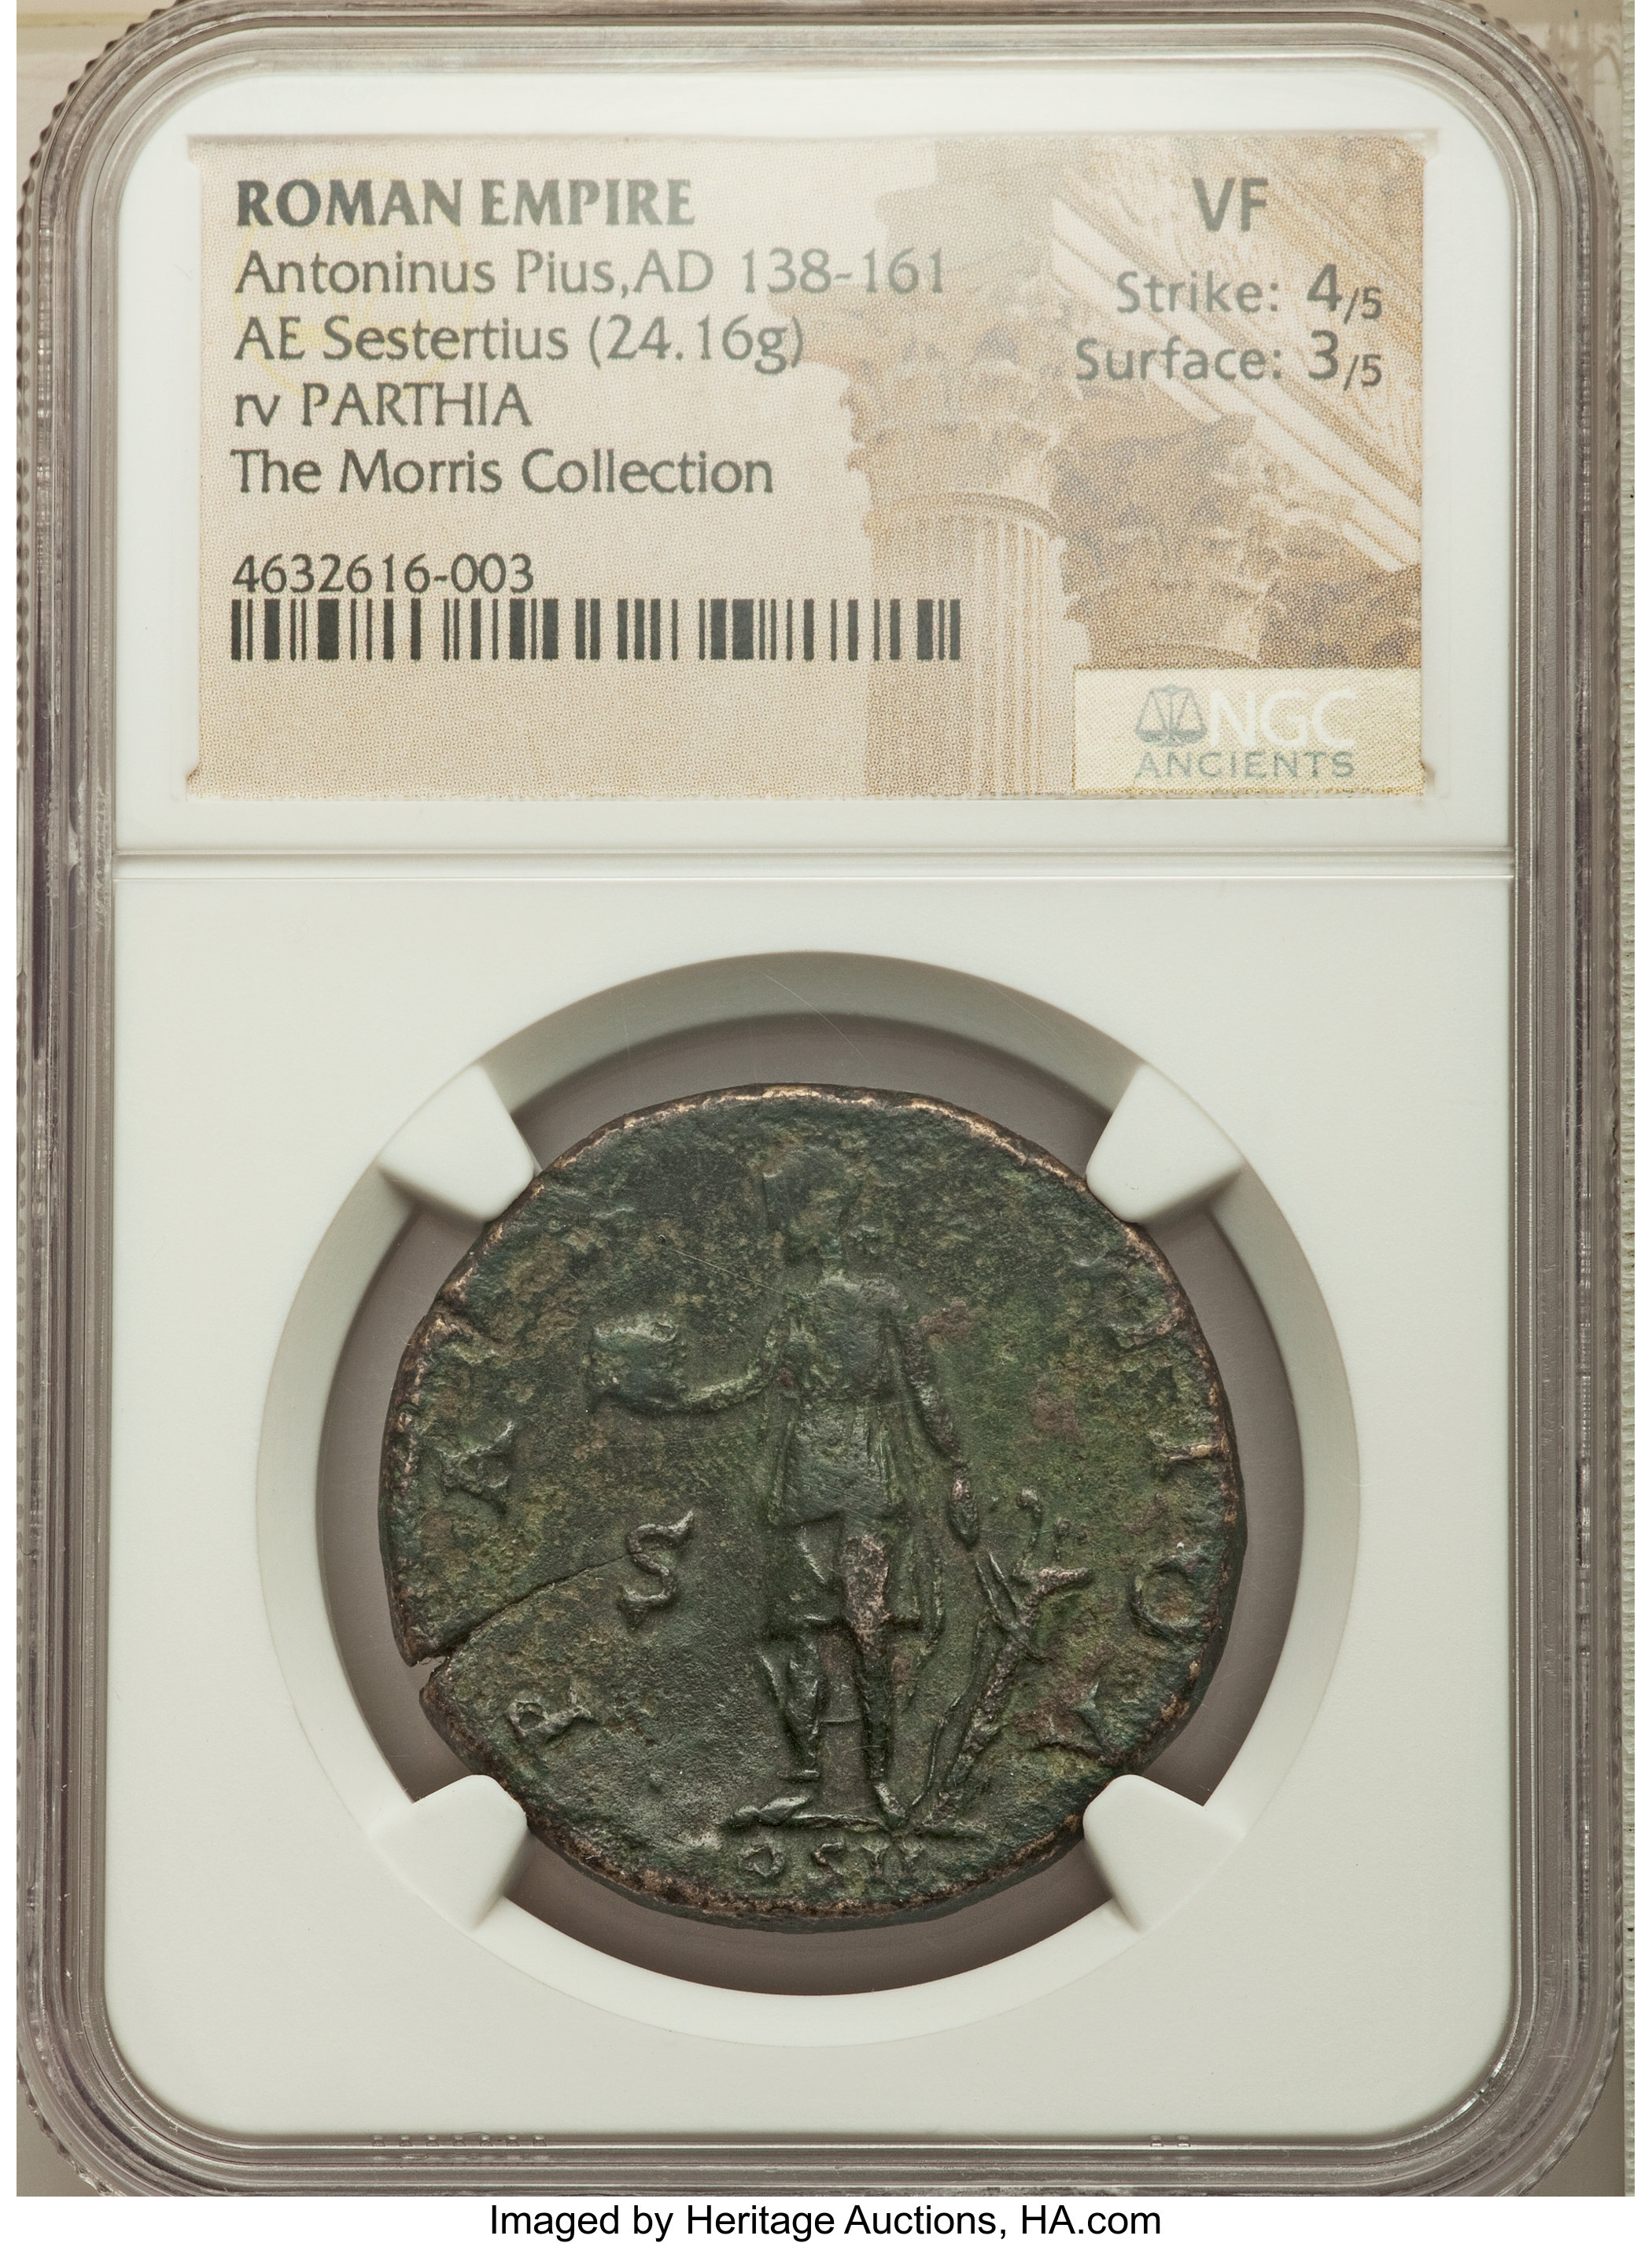 ROMAN EMPIRE
Antoninus Pius, AD 138-161
AE Sestertius (24.16g)
rv PARTHIA
The Morris Collection
4632616-003
VF
Strike: 4/5
Surface: 3/5
NGC
ANCIENTS
S
Imaged by Heritage Auctions, HA.com